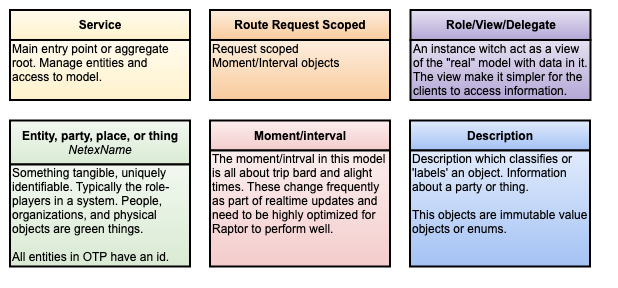 Service
Main entry point or aggregate
root. Manage entities and
access to model.
Route Request Scoped
Request scoped
Moment/Interval objects
Role/View/Delegate
An instance witch act as a view
of the "real" model with data in it.
The view make it simpler for the
clients to access information.
Entity, party, place, or thing
NetexName
Something tangible, uniquely
identifiable. Typically the role-
players in a system. People,
organizations, and physical
objects are green things.
All entities in OTP have an id.
Moment/interval
The moment/intrval in this model
is all about trip bard and alight
times. These change frequently
as part of realtime updates and
need to be highly optimized for
Raptor to perform well.
Description
Description which classifies or
'labels' an object. Information
about a party or thing.
This objects are immutable value
objects or enums.